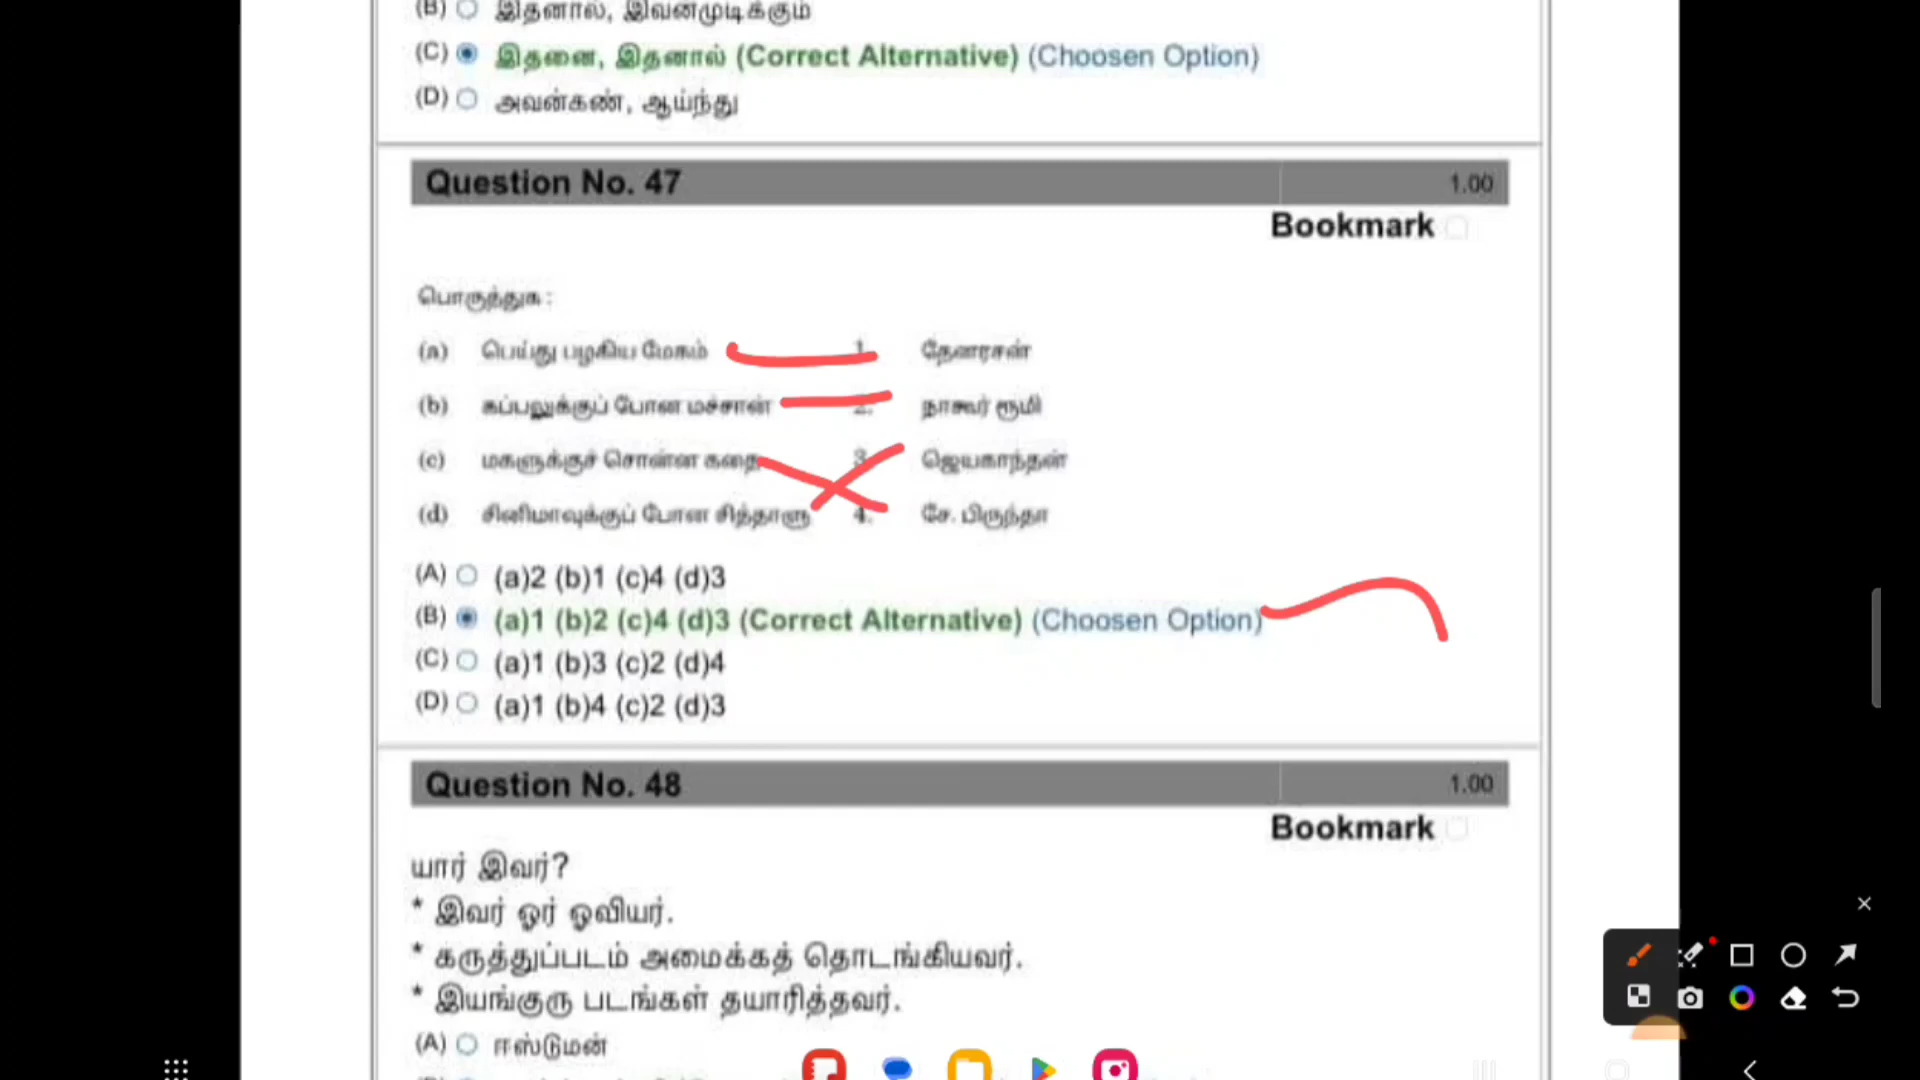 (B) இதனால், இவன்முடிக்கும்
(C) இதனை, இதனால் (Correct Alternative) (Choosen Option)
(D) அவன்கண், ஆய்ந்து
Question No. 47 1.00
Bookmark
பொருத்துக :
(a) பெய்து பழகிய மேகம் 1. தேனரசன்
(b) கப்பலுக்குப் போன மச்சான் 2. நாகூர் ரூமி
(c) மகளுக்குச் சொன்ன கதை 3. ஜெயகாந்தன்
(d) சினிமாவுக்குப் போன சித்தாளு 4. சே. பிருந்தா
(A) (a)2 (b)1 (c)4 (d)3
(B) (a)1 (b)2 (c)4 (d)3 (Correct Alternative) (Choosen Option)
(C) (a)1 (b)3 (c)2 (d)4
(D) (a)1 (b)4 (c)2 (d)3
Question No. 48 1.00
Bookmark
யார் இவர்?
* இவர் ஓர் ஓவியர்.
* கருத்துப்படம் அமைக்கத் தொடங்கியவர்.
* இயங்குரு படங்கள் தயாரித்தவர்.
(A) ஈஸ்டுமன்